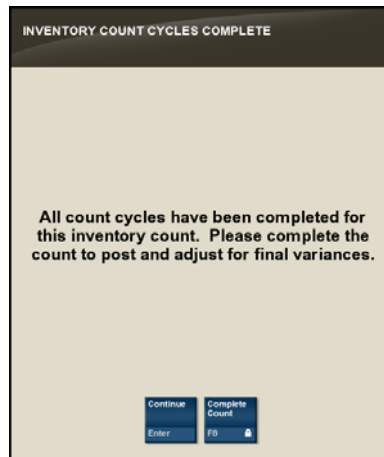 INVENTORY COUNT CYCLES COMPLETE
All count cycles have been completed for
this inventory count. Please complete the
count to post and adjust for final variances.
Continue
Enter
Complete
Count
F8